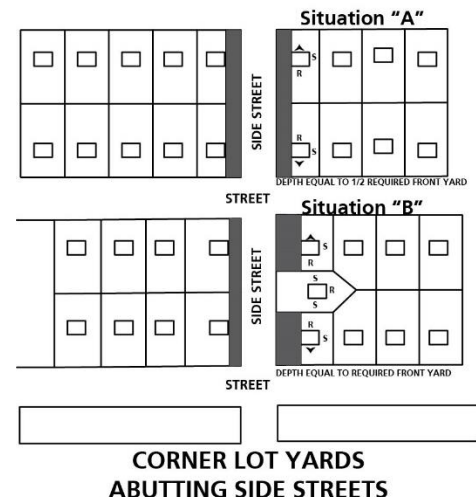 Situation “A”
S
R
R
S
SIDE STREET
DEPTH EQUAL TO 1/2 REQUIRED FRONT YARD
STREET
Situation “B”
S
R
S
R
S
R
S
SIDE STREET
DEPTH EQUAL TO REQUIRED FRONT YARD
STREET
CORNER LOT YARDS
ABUTTING SIDE STREETS